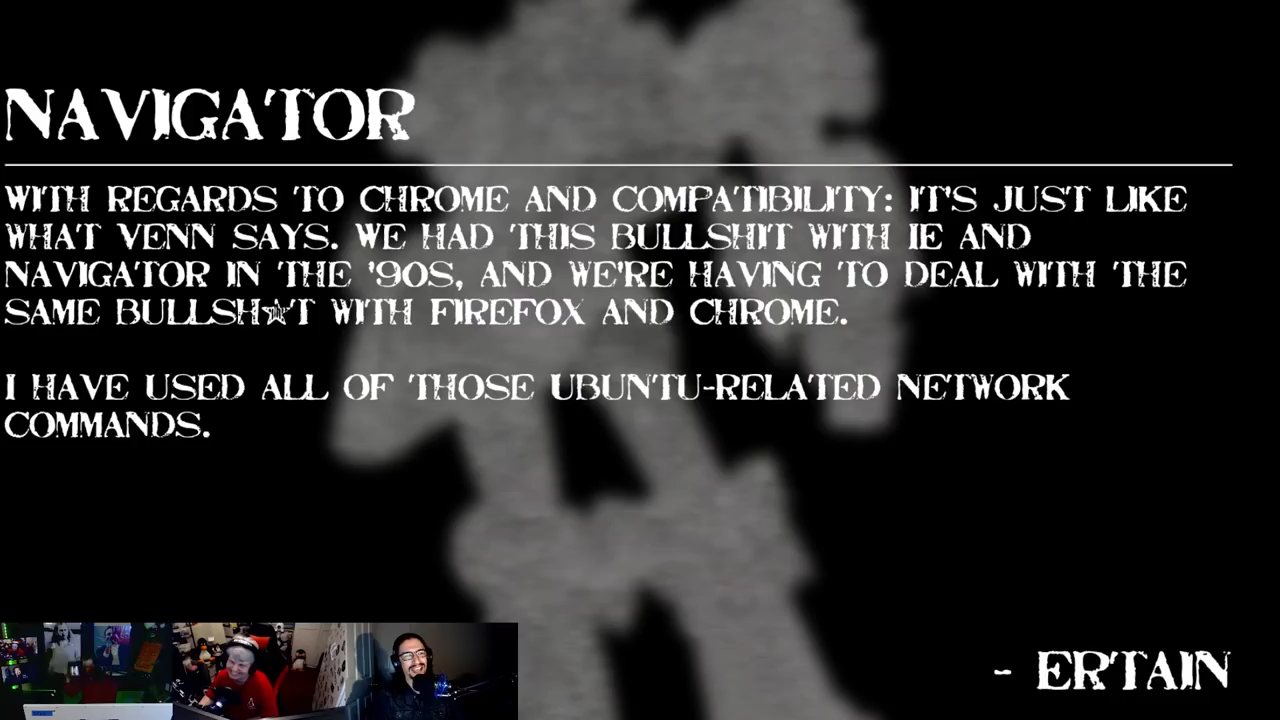 NAVIGATOR
WITH REGARDS TO CHROME AND COMPATIBILITY: IT'S JUST LIKE
WHAT VENN SAYS. WE HAD THIS BULLSHIT WITH IE AND
NAVIGATOR IN THE '90S, AND WE'RE HAVING TO DEAL WITH THE
SAME BULLSH☆T WITH FIREFOX AND CHROME.
I HAVE USED ALL OF THOSE UBUNTU-RELATED NETWORK
COMMANDS.
- ERTAIN